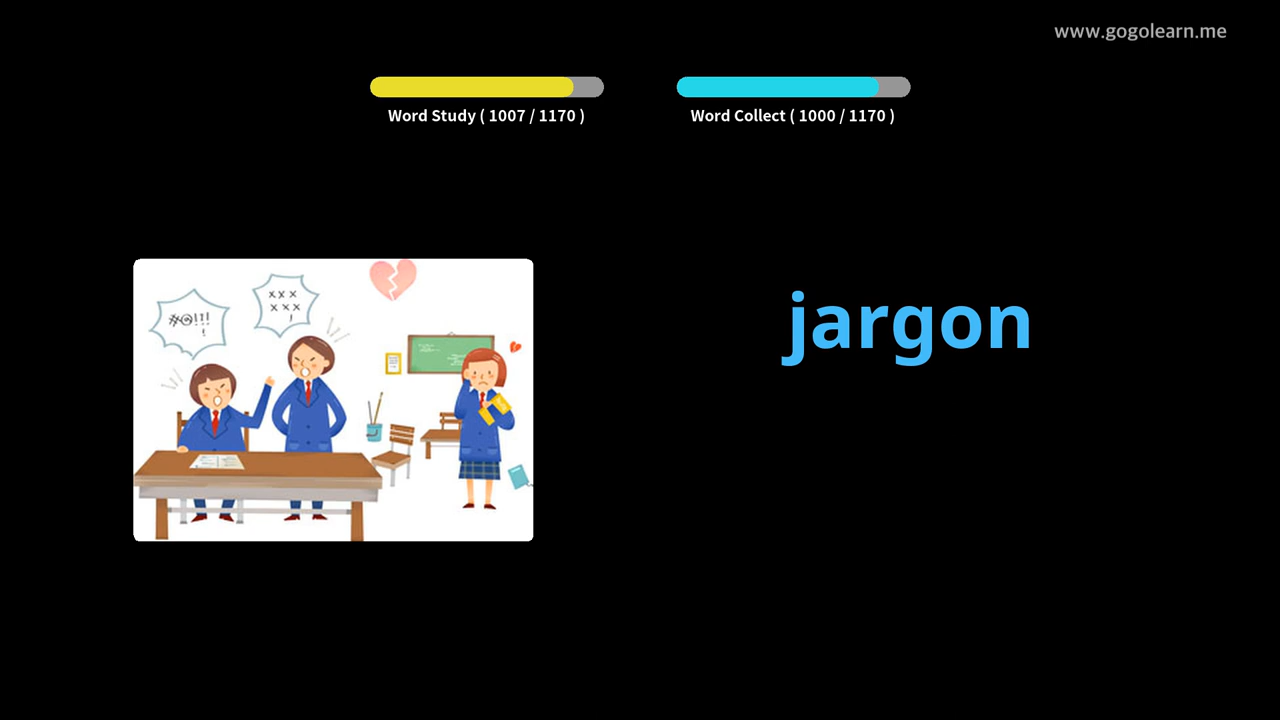 www.gogolearn.me
Word Study ( 1007 / 1170 )
Word Collect ( 1000 / 1170 )
#@!!!
!
x x x
x x x
!
jargon